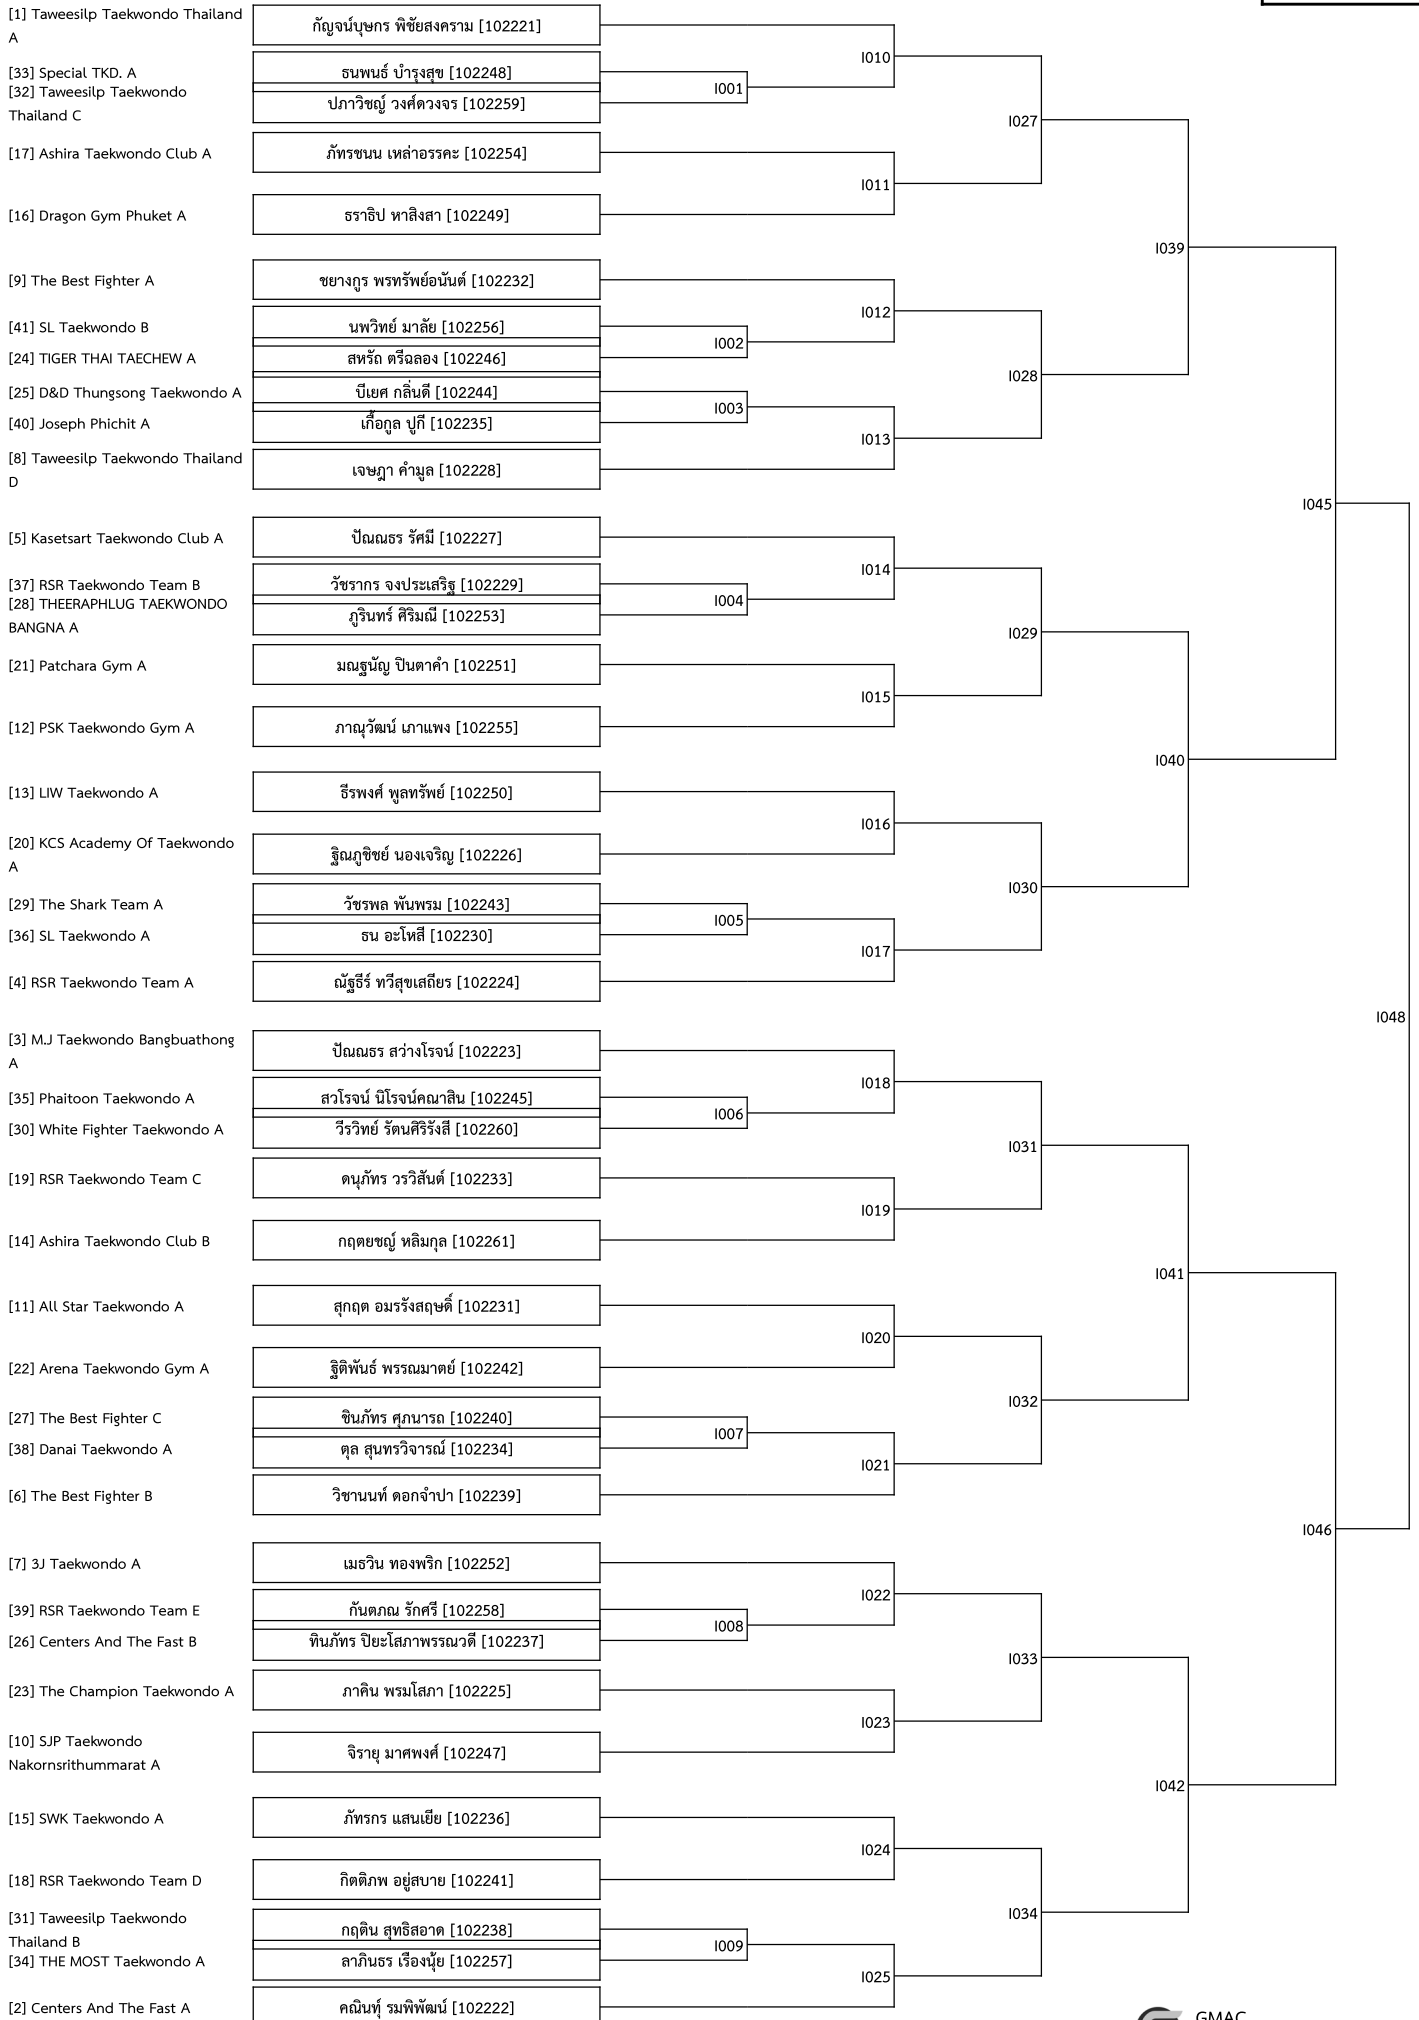 [1] Taweesilp Taekwondo Thailand
A
กัญจน์บุษกร พิชัยสงคราม [102221]
I010
[33] Special TKD. A
ธนพนธ์ บำรุงสุข [102248]
I001
[32] Taweesilp Taekwondo
Thailand C
ปภาวิชญ์ วงศ์ดวงจร [102259]
I027
[17] Ashira Taekwondo Club A
ภัทรชนน เหล่าอรรคะ [102254]
I011
[16] Dragon Gym Phuket A
ธราธิป หาสิงสา [102249]
I039
[9] The Best Fighter A
ชยางกูร พรทรัพย์อนันต์ [102232]
I012
[41] SL Taekwondo B
นพวิทย์ มาลัย [102256]
I002
[24] TIGER THAI TAECHEW A
สหรัถ ตรีฉลอง [102246]
I028
[25] D&D Thungsong Taekwondo A
บีเยศ กลิ่นดี [102244]
I003
[40] Joseph Phichit A
เกื้อกูล ปูกี [102235]
I013
[8] Taweesilp Taekwondo Thailand
D
เจษฎา คำมูล [102228]
I045
[5] Kasetsart Taekwondo Club A
ปัณณธร รัศมี [102227]
I014
[37] RSR Taekwondo Team B
วัชรากร จงประเสริฐ [102229]
I004
[28] THEERAPHLUG TAEKWONDO
BANGNA A
ภูรินทร์ ศิริมณี [102253]
I029
[21] Patchara Gym A
มณฐนัญ ปินตาคำ [102251]
I015
[12] PSK Taekwondo Gym A
ภาณุวัฒน์ เภาแพง [102255]
I040
[13] LIW Taekwondo A
ธีรพงศ์ พูลทรัพย์ [102250]
I016
[20] KCS Academy Of Taekwondo
A
ฐิณภูชิชย์ นองเจริญ [102226]
I030
[29] The Shark Team A
วัชรพล พันพรม [102243]
I005
[36] SL Taekwondo A
ธน อะโหสี [102230]
I017
[4] RSR Taekwondo Team A
ณัฐธีร์ ทวีสุขเสถียร [102224]
I048
[3] M.J Taekwondo Bangbuathong
A
ปัณณธร สว่างโรจน์ [102223]
I018
[35] Phaitoon Taekwondo A
สวโรจน์ นิโรจน์คณาสิน [102245]
I006
[30] White Fighter Taekwondo A
วีรวิทย์ รัตนศิริรังสี [102260]
I031
[19] RSR Taekwondo Team C
ดนุภัทร วรวิสันต์ [102233]
I019
[14] Ashira Taekwondo Club B
กฤตยชญ์ หลิมกุล [102261]
I041
[11] All Star Taekwondo A
สุกฤต อมรรังสฤษดิ์ [102231]
I020
[22] Arena Taekwondo Gym A
ฐิติพันธ์ พรรณมาตย์ [102242]
I032
[27] The Best Fighter C
ชินภัทร ศุภนารถ [102240]
I007
[38] Danai Taekwondo A
ตุล สุนทรวิจารณ์ [102234]
I021
[6] The Best Fighter B
วิชานนท์ ดอกจำปา [102239]
I046
[7] 3J Taekwondo A
เมธวิน ทองพริก [102252]
I022
[39] RSR Taekwondo Team E
กันตภณ รักศรี [102258]
I008
[26] Centers And The Fast B
ทินภัทร ปิยะโสภาพรรณวดี [102237]
I033
[23] The Champion Taekwondo A
ภาคิน พรมโสภา [102225]
I023
[10] SJP Taekwondo
Nakornsrithummarat A
จิรายุ มาศพงศ์ [102247]
I042
[15] SWK Taekwondo A
ภัทรกร แสนเยีย [102236]
I024
[18] RSR Taekwondo Team D
กิตติภพ อยู่สบาย [102241]
I034
[31] Taweesilp Taekwondo
Thailand B
กฤติน สุทธิสอาด [102238]
I009
[34] THE MOST Taekwondo A
ลาภินธร เรืองนุ้ย [102257]
I025
[2] Centers And The Fast A
คณินทุ์ รมพิพัฒน์ [102222]
GMAC